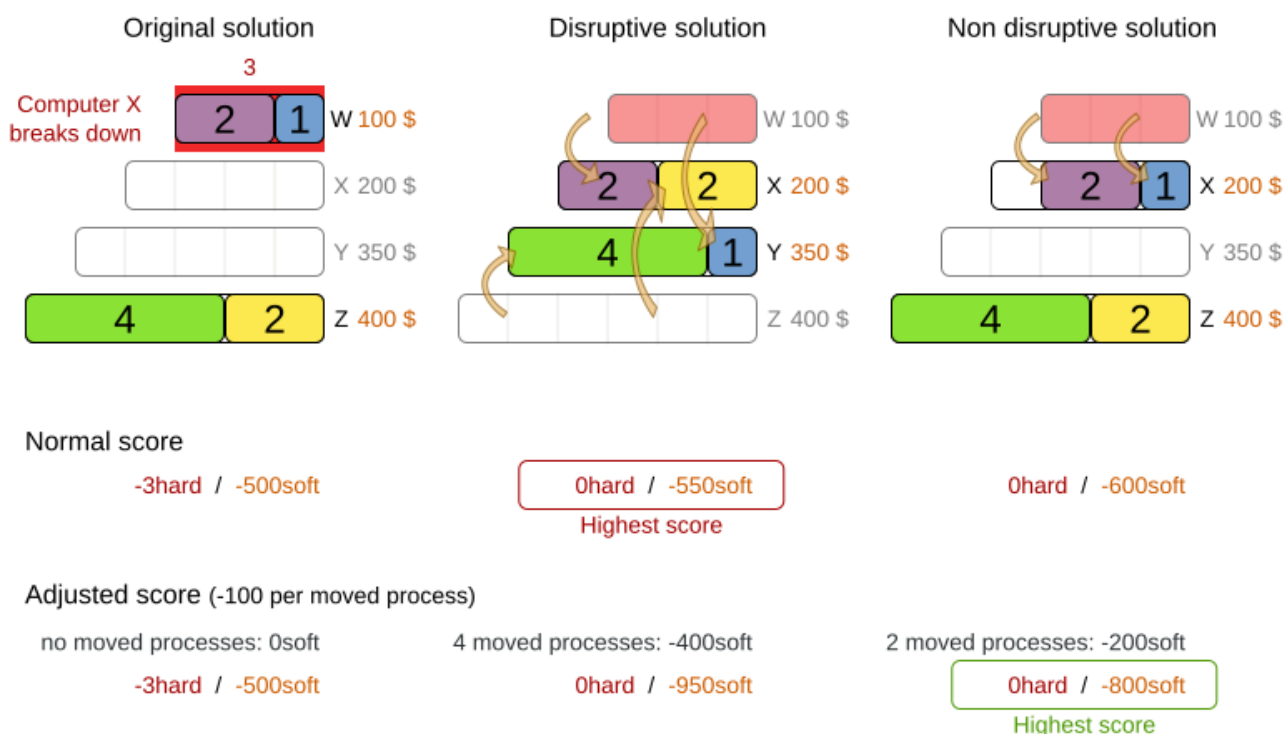 Original solution
Disruptive solution
Non disruptive solution
3
Computer X
breaks down
2 1 W 100 $
W 100 $
W 100 $
X 200 $
2 2 X 200 $
2 1 X 200 $
Y 350 $
4 1 Y 350 $
Y 350 $
4 2 Z 400 $
Z 400 $
4 2 Z 400 $
Normal score
-3hard / -500soft
0hard / -550soft
0hard / -600soft
Highest score
Adjusted score (-100 per moved process)
no moved processes: 0soft
4 moved processes: -400soft
2 moved processes: -200soft
-3hard / -500soft
0hard / -950soft
0hard / -800soft
Highest score